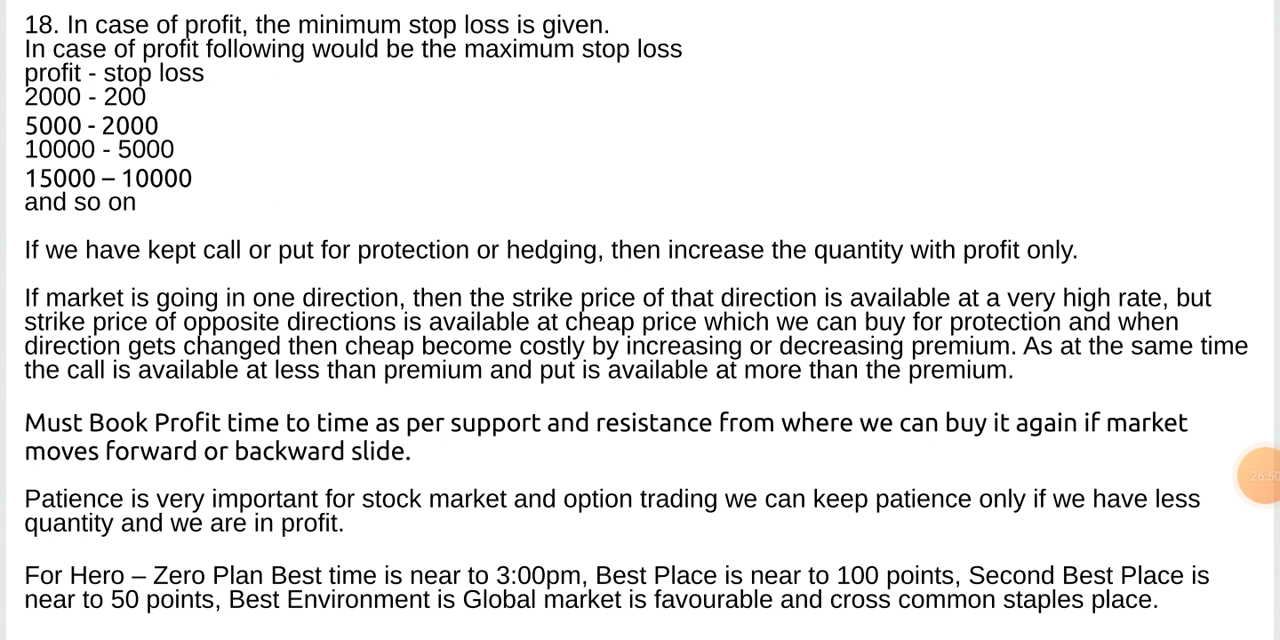 18. In case of profit, the minimum stop loss is given.
In case of profit following would be the maximum stop loss
profit - stop loss
2000 - 200
5000 - 2000
10000 - 5000
15000 – 10000
and so on
If we have kept call or put for protection or hedging, then increase the quantity with profit only.
If market is going in one direction, then the strike price of that direction is available at a very high rate, but
strike price of opposite directions is available at cheap price which we can buy for protection and when
direction gets changed then cheap become costly by increasing or decreasing premium. As at the same time
the call is available at less than premium and put is available at more than the premium.
Must Book Profit time to time as per support and resistance from where we can buy it again if market
moves forward or backward slide.
Patience is very important for stock market and option trading we can keep patience only if we have less
quantity and we are in profit.
For Hero – Zero Plan Best time is near to 3:00pm, Best Place is near to 100 points, Second Best Place is
near to 50 points, Best Environment is Global market is favourable and cross common staples place.
26:50